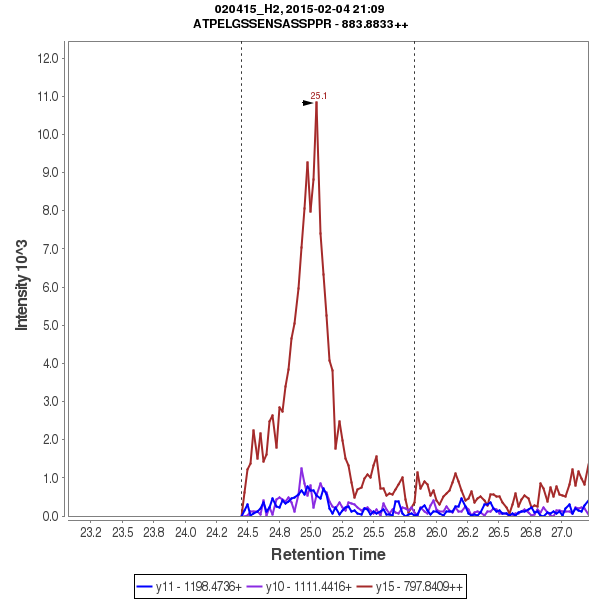 020415_H2, 2015-02-04 21:09
ATPELGSSENSASSPPR - 883.8833++
12.0
11.0
10.0
9.0
8.0
7.0
6.0
5.0
4.0
3.0
2.0
1.0
0.0
Intensity 10^3
25.1
23.2 23.5 23.8 24.0 24.2 24.5 24.8 25.0 25.2 25.5 25.8 26.0 26.2 26.5 26.8 27.0
Retention Time
y11 - 1198.4736+ y10 - 1111.4416+ y15 - 797.8409++